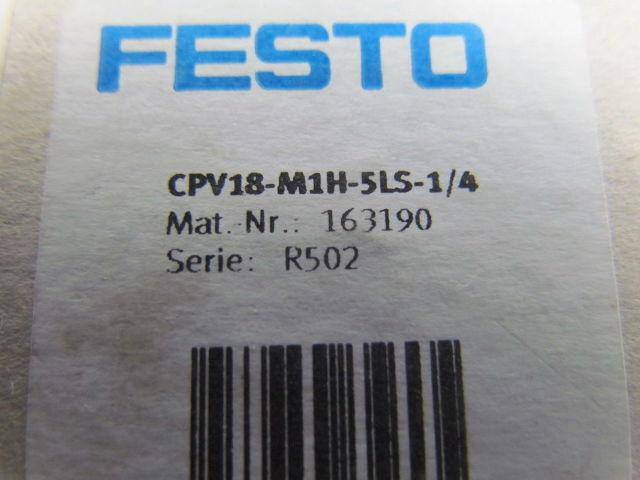 FESTO
CPV18-M1H-5LS-1/4
Mat.-Nr.: 163190
Serie: R502